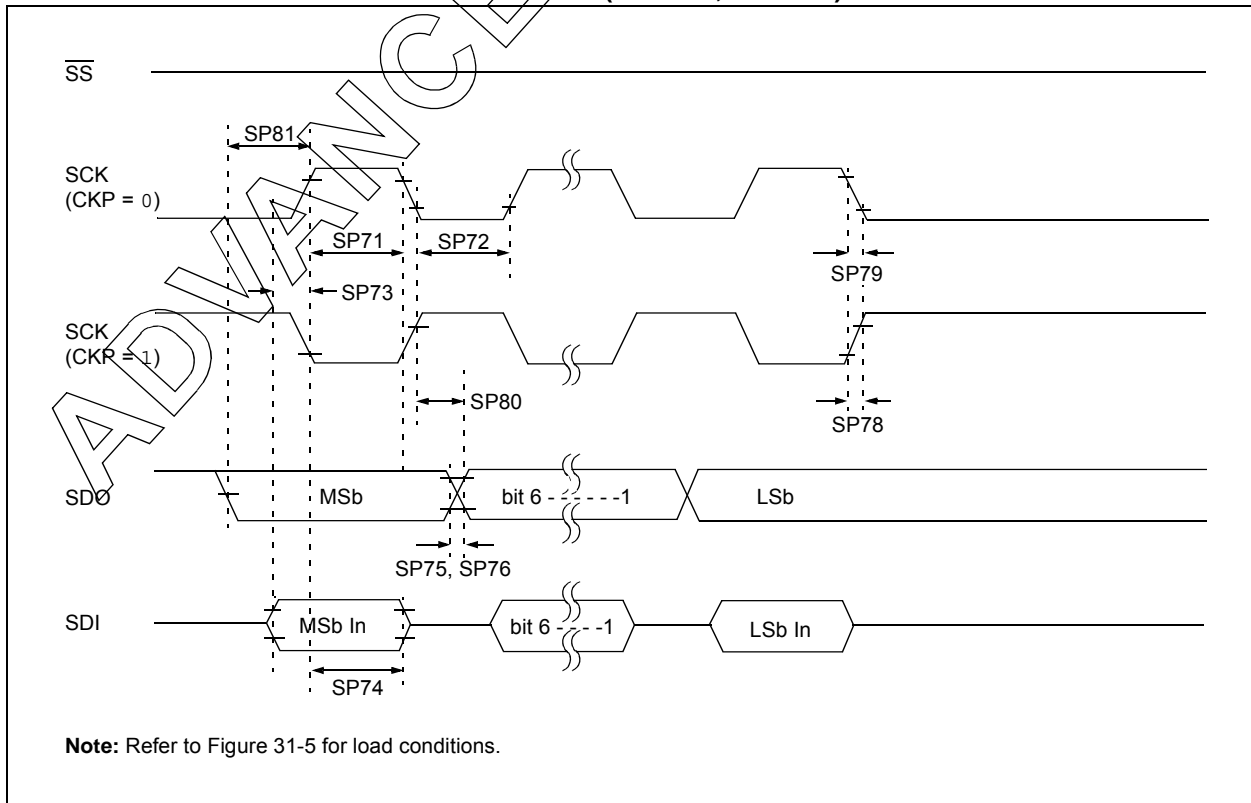 SS
SP81
SCK
(CKP = 0)
SP71
SP72
SP79
SP73
SCK
(CKP = 1)
SP80
SP78
SDO
MSb
bit 6 - - - - - -1
LSb
SP75, SP76
SDI
MSb In
bit 6 - - - -1
LSb In
SP74
Note: Refer to Figure 31-5 for load conditions.